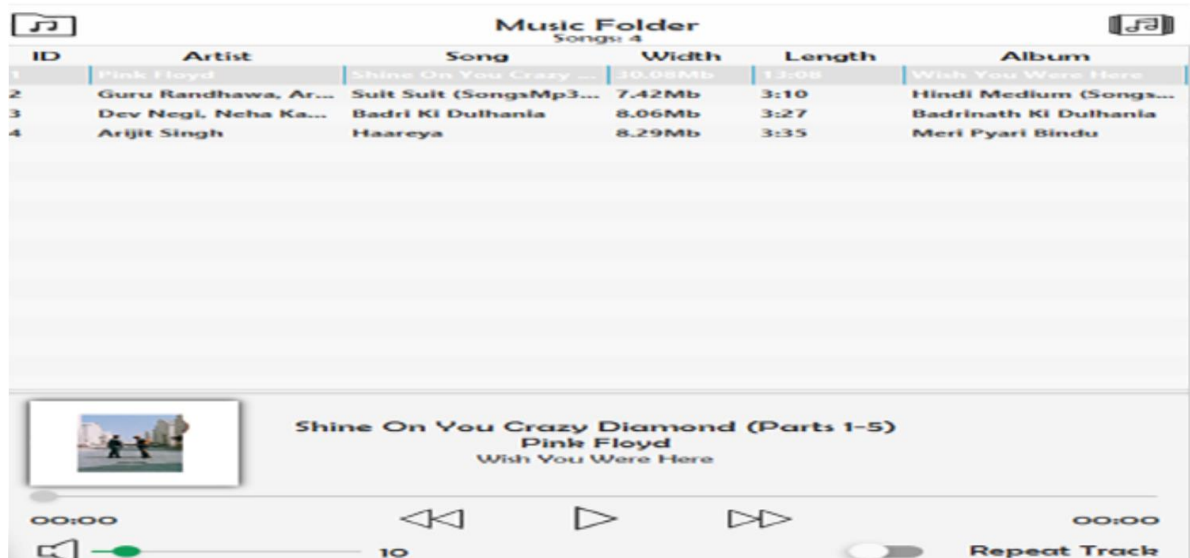 Music Folder
Songs: 4
ID Artist Song Width Length Album
1 Pink Floyd Shine On You Crazy ... 30.08Mb 13:08 Wish You Were Here
2 Guru Randhawa, Ar... Suit Suit (SongsMp3... 7.42Mb 3:10 Hindi Medium (Songs...
3 Dev Negi, Neha Ka... Badri Ki Dulhania 8.06Mb 3:27 Badrinath Ki Dulhania
4 Arijit Singh Haareya 8.29Mb 3:35 Meri Pyari Bindu
Shine On You Crazy Diamond (Parts 1-5)
Pink Floyd
Wish You Were Here
00:00 00:00
10 Repeat Track